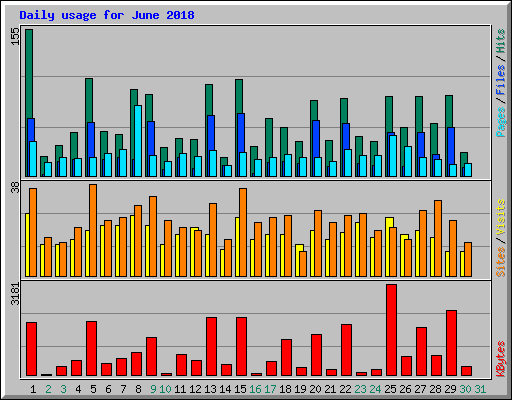 Daily usage for June 2018
155
Pages / Files / Hits
38
Sites / Visits
3181
KBytes
1 2 3 4 5 6 7 8 9 10 11 12 13 14 15 16 17 18 19 20 21 22 23 24 25 26 27 28 29 30 31